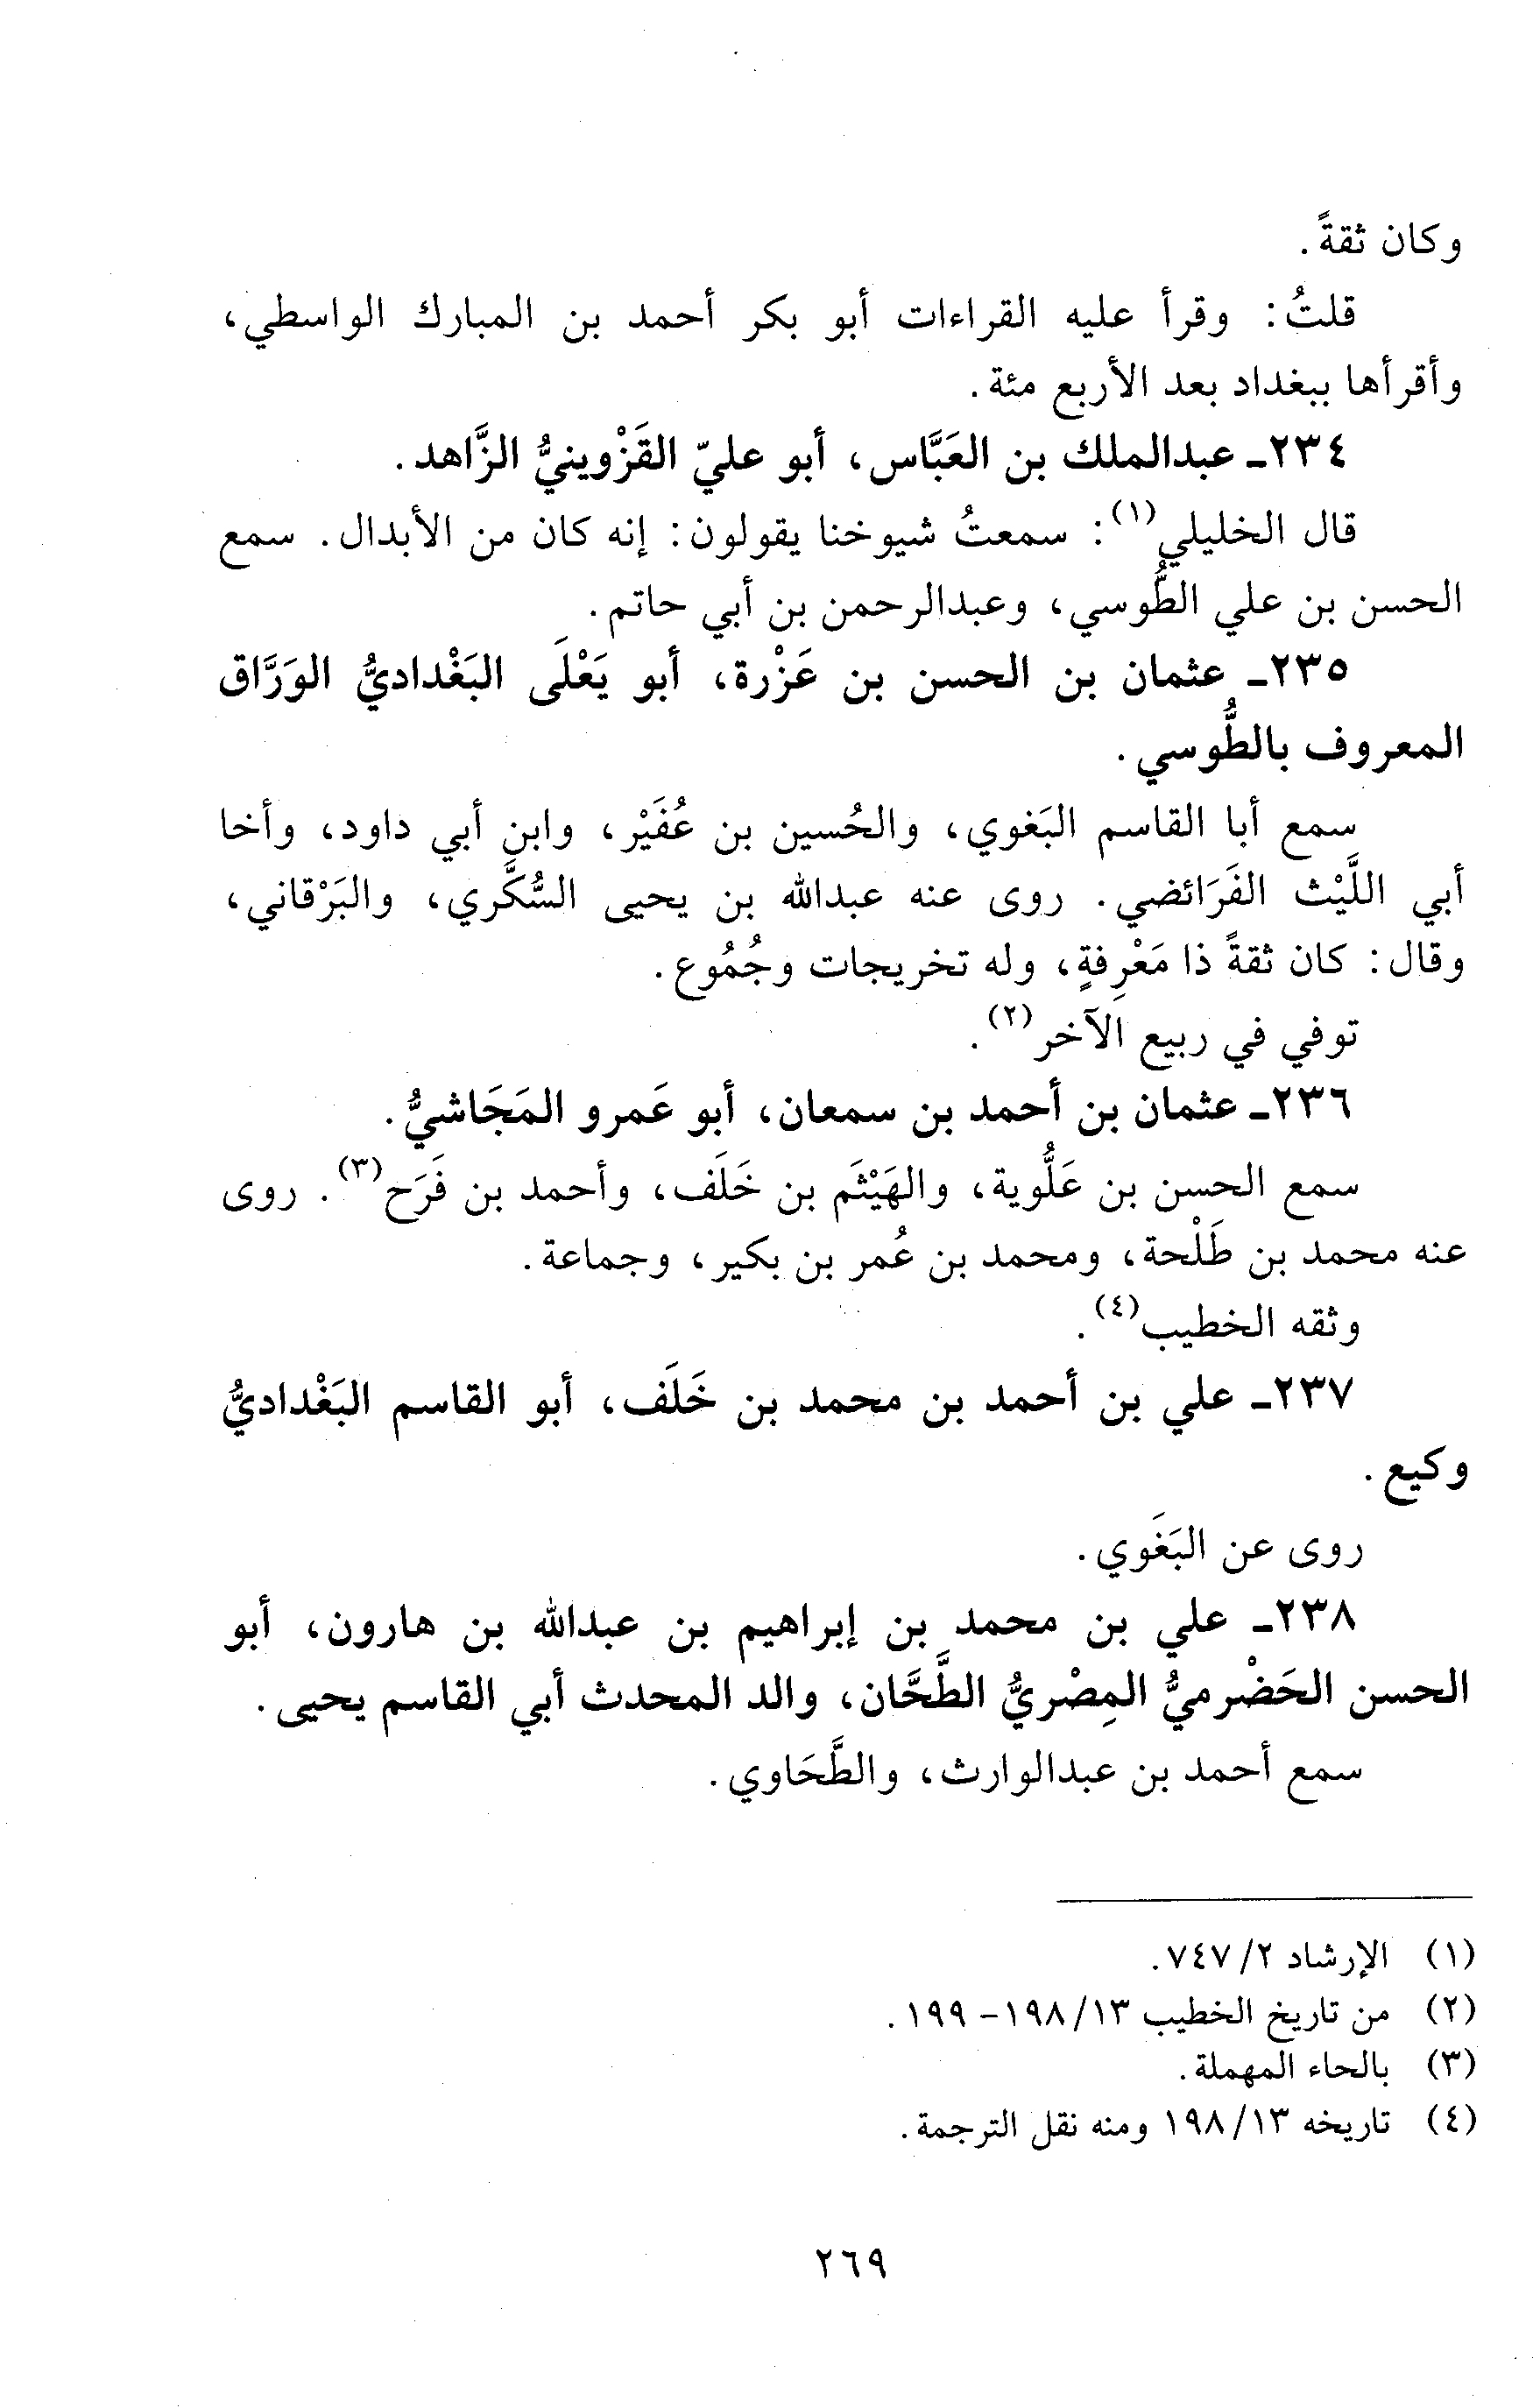 وكان ثقةً.
قلتُ: وقرأ عليه القراءات أبو بكر أحمد بن المبارك الواسطي،
وأقرأها ببغداد بعد الأربع مئة.
٢٣٤ـ عبدالملك بن العَبَّاس، أبو عليّ القَزْوينيُّ الزَّاهد.
قال الخليلي(١): سمعتُ شيوخنا يقولون: إنه كان من الأبدال. سمع
الحسن بن علي الطُّوسي، وعبدالرحمن بن أبي حاتم.
٢٣٥ـ عثمان بن الحسن بن عَزْرة، أبو يَعْلَى البَغْداديُّ الوَرَّاق
المعروف بالطُّوسي.
سمع أبا القاسم البَغوي، والحُسين بن عُفَيْر، وابن أبي داود، وأخا
أبي اللَّيْث الفَرَائضي. روى عنه عبدالله بن يحيى السُّكَّري، والبَرْقاني،
وقال: كان ثقةً ذا مَعْرِفةٍ، وله تخريجات وجُمُوع.
توفي في ربيع الآخر(٢).
٢٣٦ـ عثمان بن أحمد بن سمعان، أبو عَمرو المَجَاشيُّ.
سمع الحسن بن عَلُّوية، والهَيْثَم بن خَلَف، وأحمد بن فَرَح(٣). روى
عنه محمد بن طَلْحة، ومحمد بن عُمر بن بكير، وجماعة.
وثقه الخطيب(٤).
٢٣٧ـ علي بن أحمد بن محمد بن خَلَف، أبو القاسم البَغْداديُّ
وكيع.
روى عن البَغَوي.
٢٣٨ـ علي بن محمد بن إبراهيم بن عبدالله بن هارون، أبو
الحسن الحَضْرميُّ المِصْريُّ الطَّحَّان، والد المحدث أبي القاسم يحيى.
سمع أحمد بن عبدالوارث، والطَّحَاوي.
(١) الإرشاد ٢/ ٧٤٧.
(٢) من تاريخ الخطيب ١٣/ ١٩٨- ١٩٩.
(٣) بالحاء المهملة.
(٤) تاريخه ١٣/ ١٩٨ ومنه نقل الترجمة.
٢٦٩